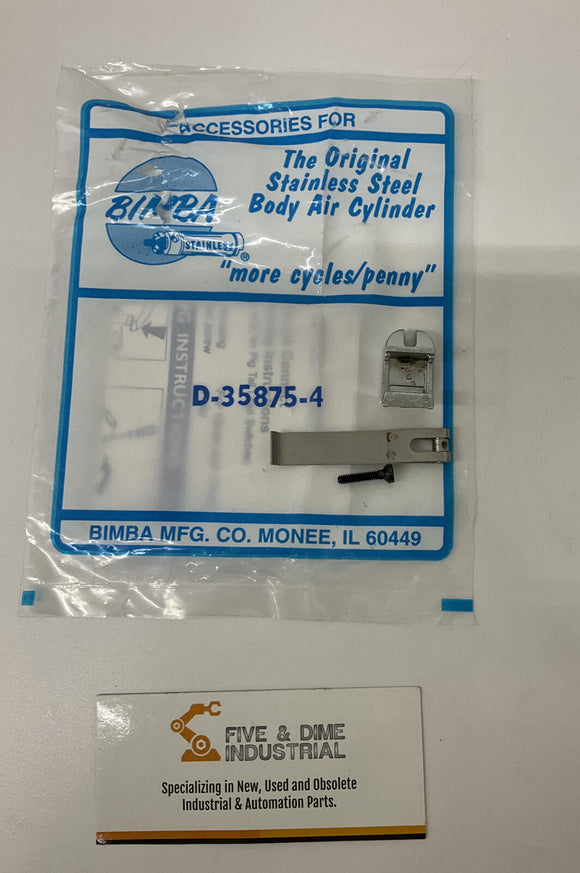 ACCESSORIES FOR
The Original
Stainless Steel
Body Air Cylinder
BIMBA
STAINLESS
®
"more cycles/penny"
INSTRUCT
D-35875-4
BIMBA MFG. CO. MONEE, IL 60449
FIVE & DIME
INDUSTRIAL
Specializing in New, Used and Obsolete
Industrial & Automation Parts.